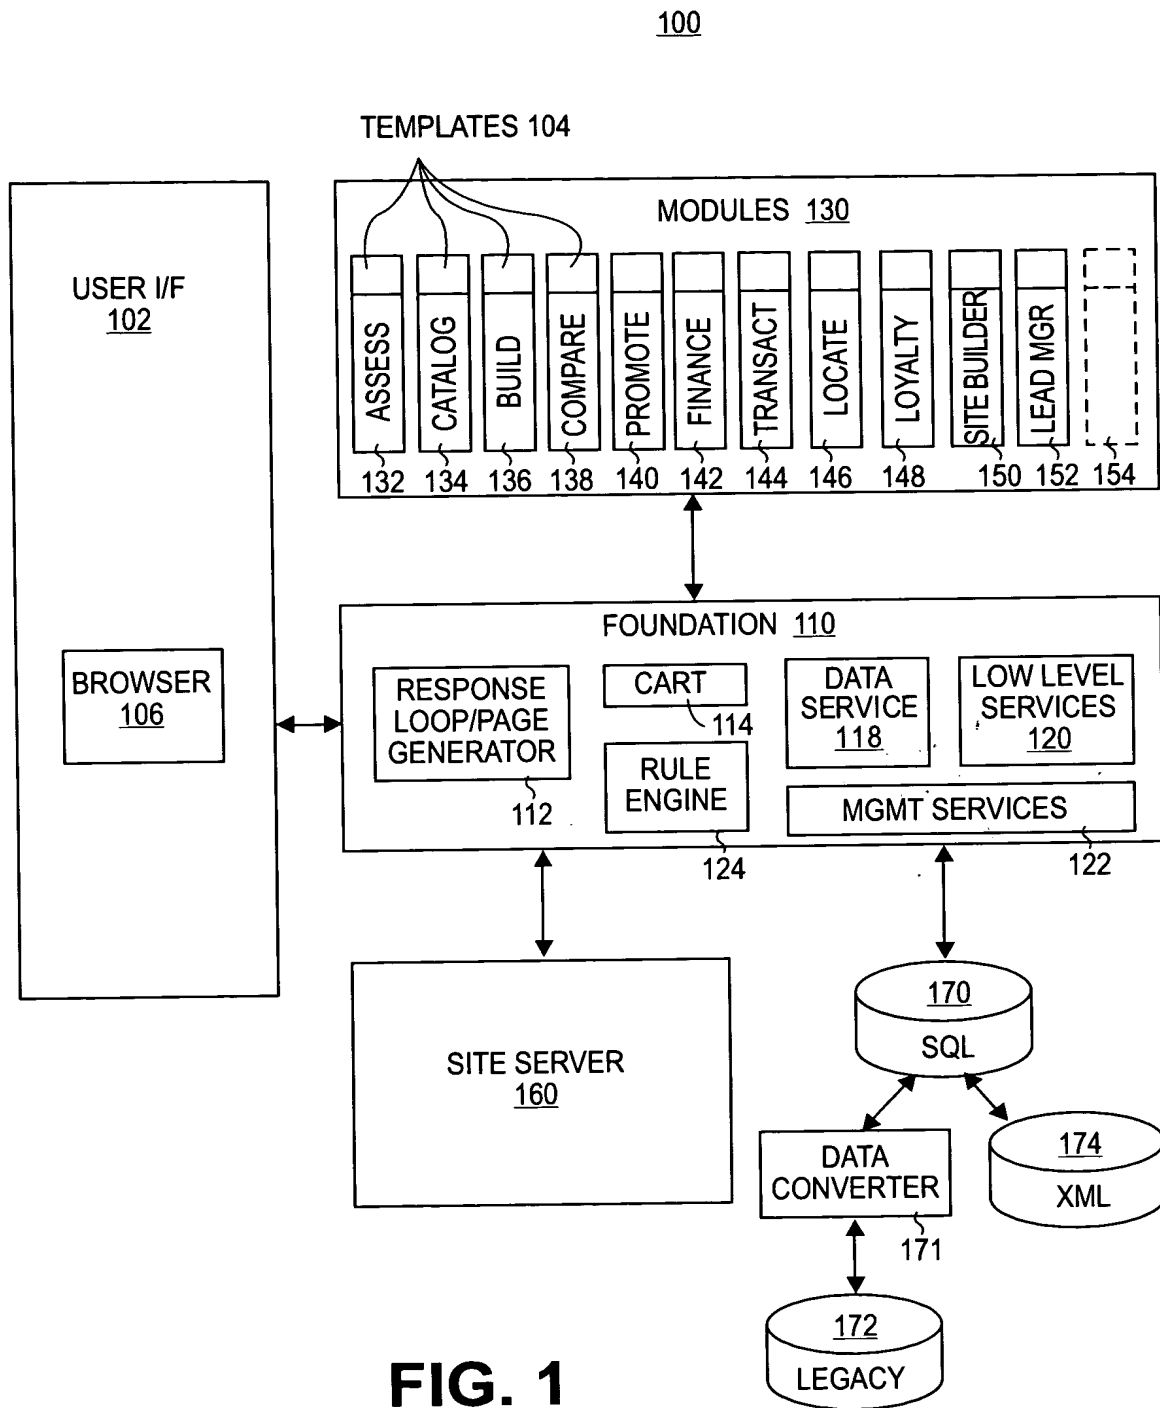 100
TEMPLATES 104
MODULES 130
ASSESS
CATALOG
BUILD
COMPARE
PROMOTE
FINANCE
TRANSACT
LOCATE
LOYALTY
SITE BUILDER
LEAD MGR
132
134
136
138
140
142
144
146
148
150
152
154
USER I/F
102
BROWSER
106
FOUNDATION 110
RESPONSE
LOOP/PAGE
GENERATOR
112
CART
114
RULE
ENGINE
124
DATA
SERVICE
118
LOW LEVEL
SERVICES
120
MGMT SERVICES
122
SITE SERVER
160
170
SQL
DATA
CONVERTER
171
174
XML
172
LEGACY
FIG. 1